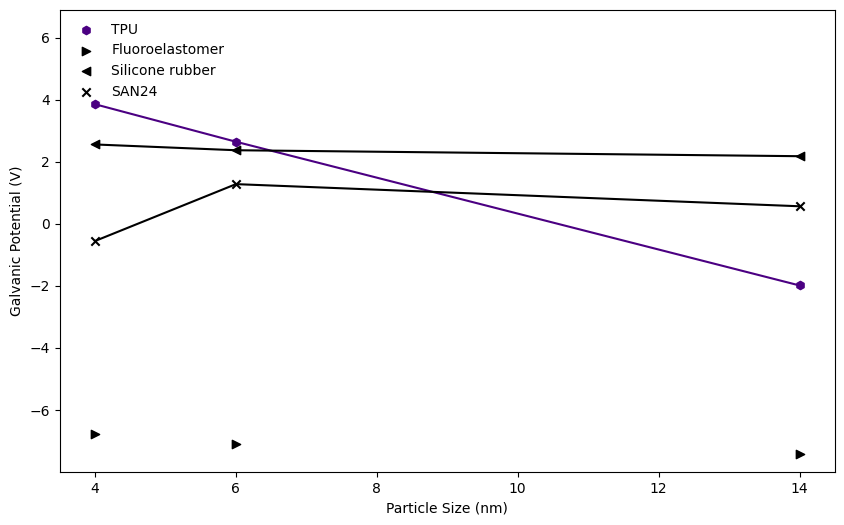 TPU
Fluoroelastomer
Silicone rubber
SAN24
6
4
2
0
−2
−4
−6
Galvanic Potential (V)
4 6 8 10 12 14
Particle Size (nm)